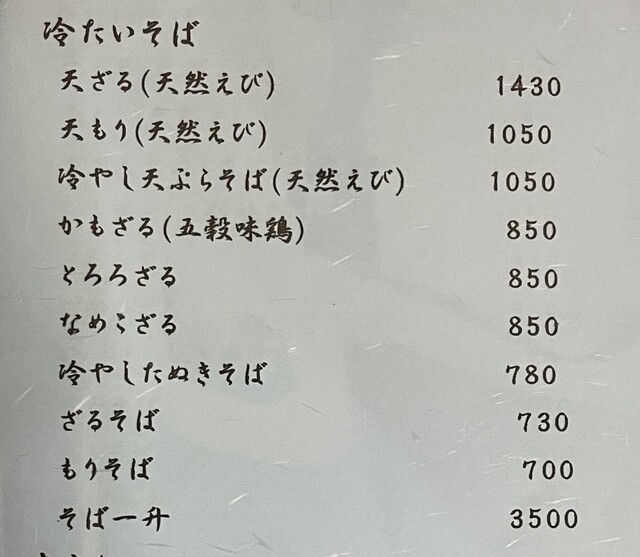 冷たいそば
天ざる(天然えび) 1430
天もり(天然えび) 1050
冷やし天ぷらそば(天然えび) 1050
かもざる(五穀味鶏) 850
とろろざる 850
なめこざる 850
冷やしたぬきそば 780
ざるそば 730
もりそば 700
そば一升 3500